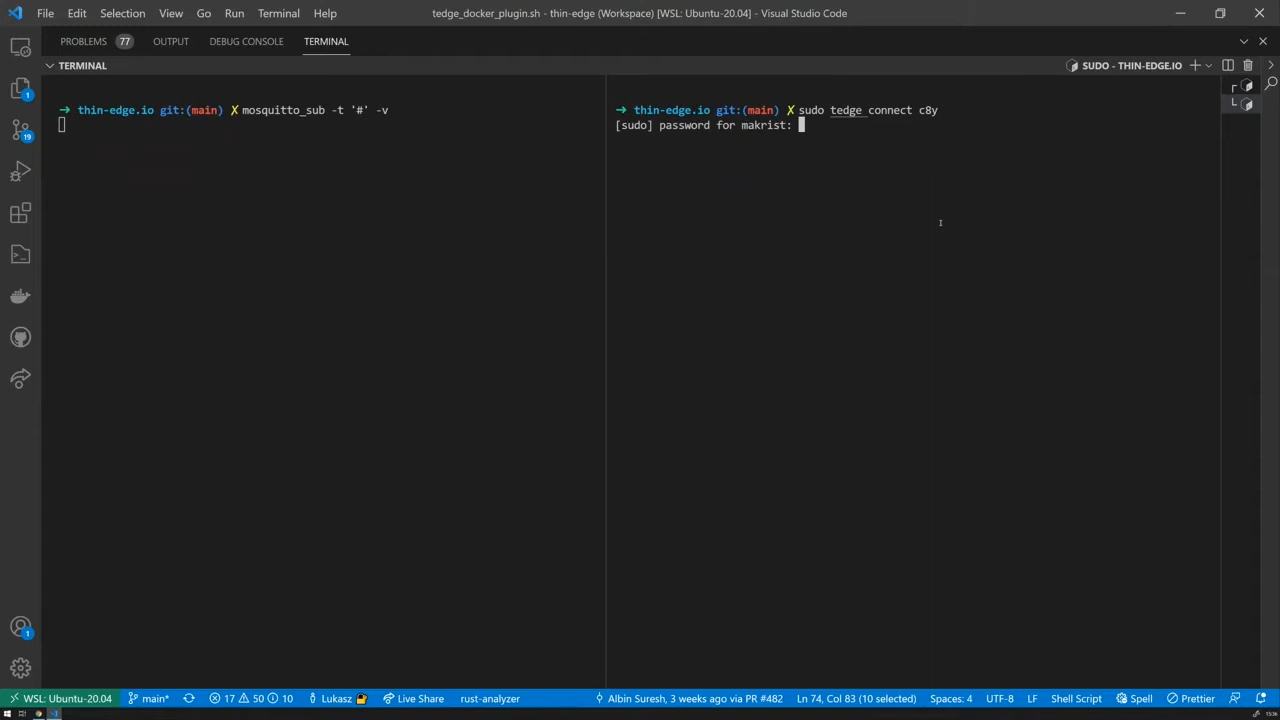 File Edit Selection View Go Run Terminal Help
tedge_docker_plugin.sh - thin-edge (Workspace) [WSL: Ubuntu-20.04] - Visual Studio Code
PROBLEMS 77 OUTPUT DEBUG CONSOLE TERMINAL
TERMINAL
SUDO - THIN-EDGE.IO
→ thin-edge.io git:(main) ✗ mosquitto_sub -t '#' -v
→ thin-edge.io git:(main) ✗ sudo tedge connect c8y
[sudo] password for makrist:
1
19
1
WSL: Ubuntu-20.04 main* 17 50 10 Lukasz Live Share rust-analyzer Albin Suresh, 3 weeks ago via PR #482 Ln 74, Col 83 (10 selected) Spaces: 4 UTF-8 LF Shell Script Spell Prettier